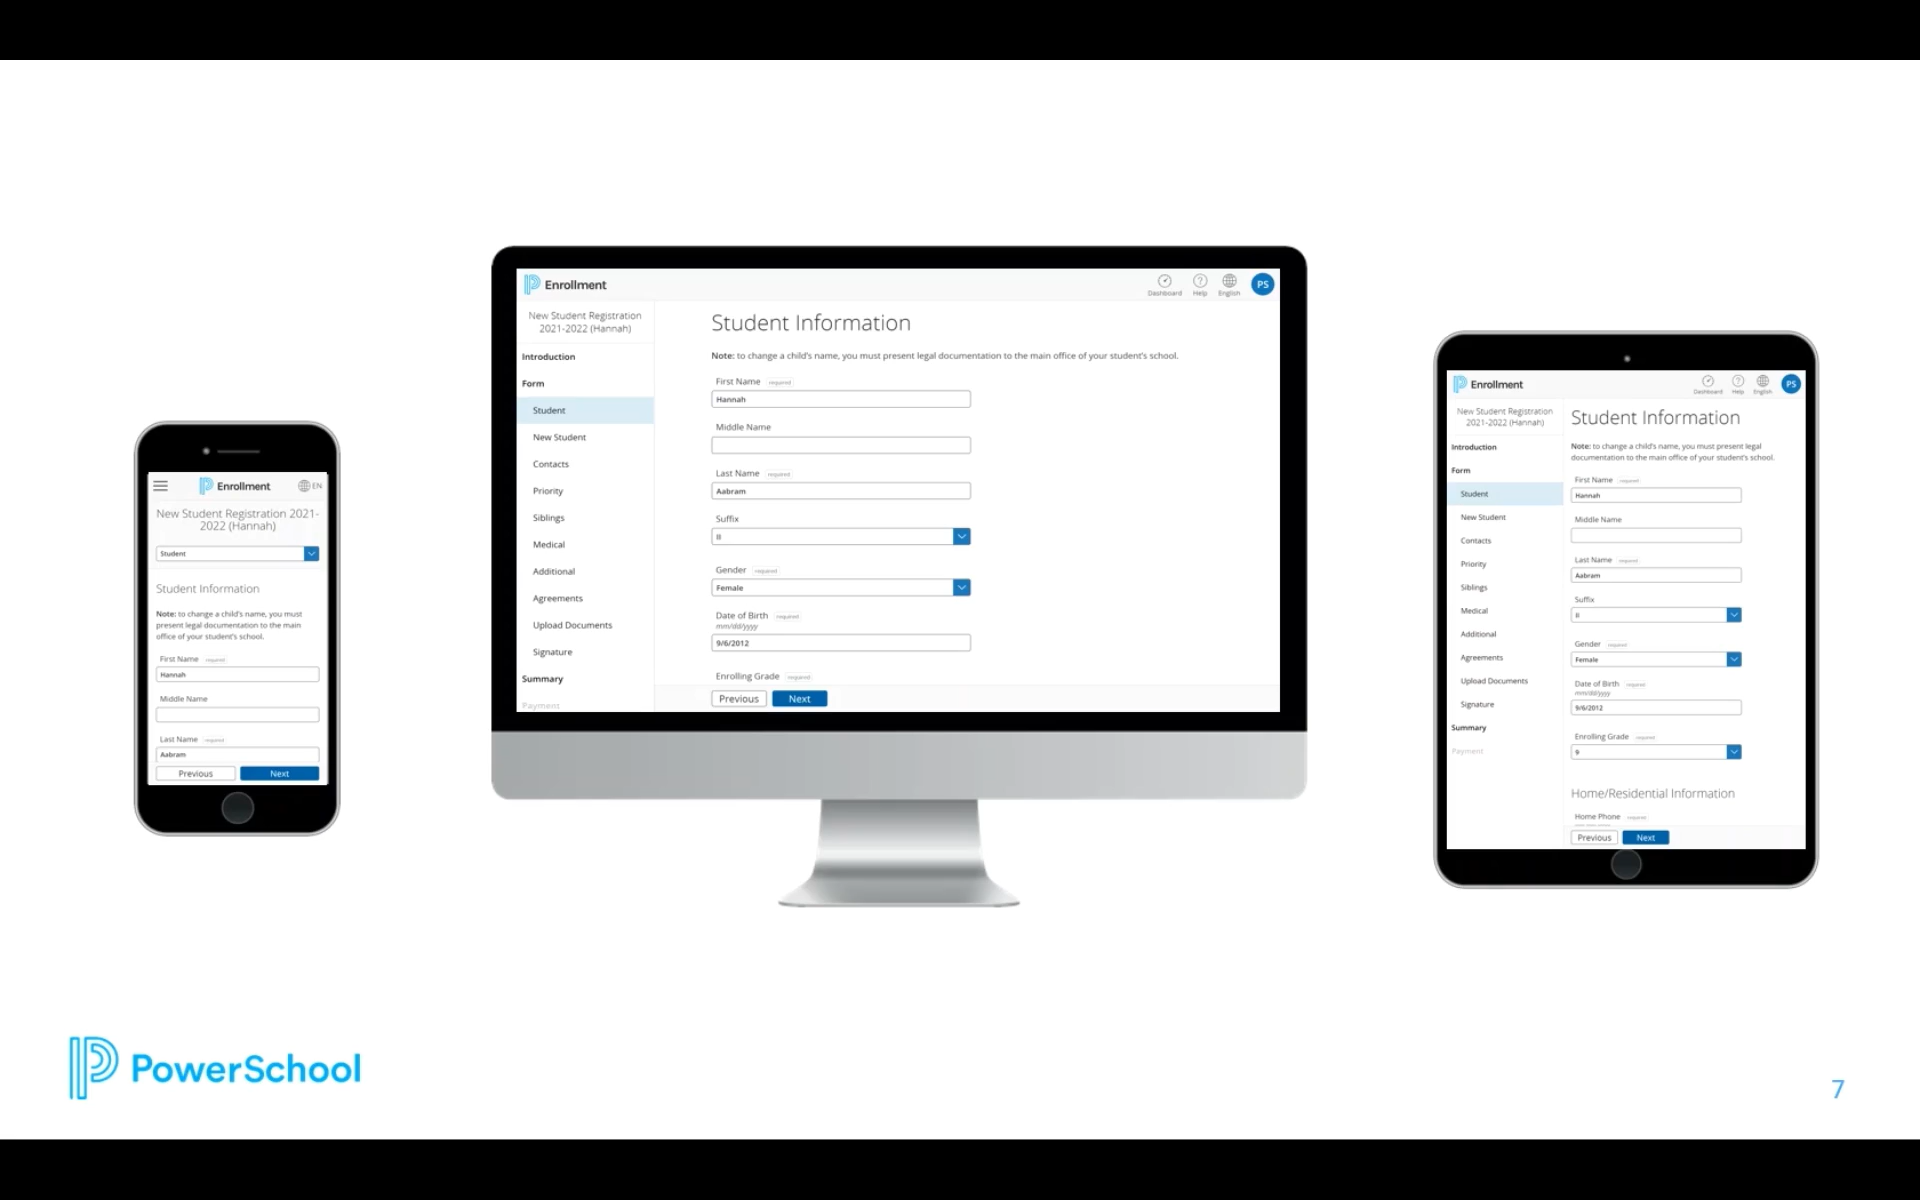 Enrollment
EN
New Student Registration 2021-
2022 (Hannah)
Student
Student Information
Note: to change a child's name, you must
present legal documentation to the main
office of your student's school.
First Name required
Hannah
Middle Name
Last Name required
Aabram
Previous Next
Enrollment
Dashboard Help English PS
New Student Registration
2021-2022 (Hannah)
Introduction
Form
Student
New Student
Contacts
Priority
Siblings
Medical
Additional
Agreements
Upload Documents
Signature
Summary
Payment
Student Information
Note: to change a child's name, you must present legal documentation to the main office of your student's school.
First Name required
Hannah
Middle Name
Last Name required
Aabram
Suffix
II
Gender required
Female
Date of Birth required
mm/dd/yyyy
9/6/2012
Enrolling Grade required
Previous Next
Enrollment
Dashboard Help English PS
New Student Registration
2021-2022 (Hannah)
Introduction
Form
Student
New Student
Contacts
Priority
Siblings
Medical
Additional
Agreements
Upload Documents
Signature
Summary
Payment
Student Information
Note: to change a child's name, you must present legal
documentation to the main office of your student's school.
First Name required
Hannah
Middle Name
Last Name required
Aabram
Suffix
II
Gender required
Female
Date of Birth required
mm/dd/yyyy
9/6/2012
Enrolling Grade required
9
Home/Residential Information
Home Phone required
Previous Next
PowerSchool
7